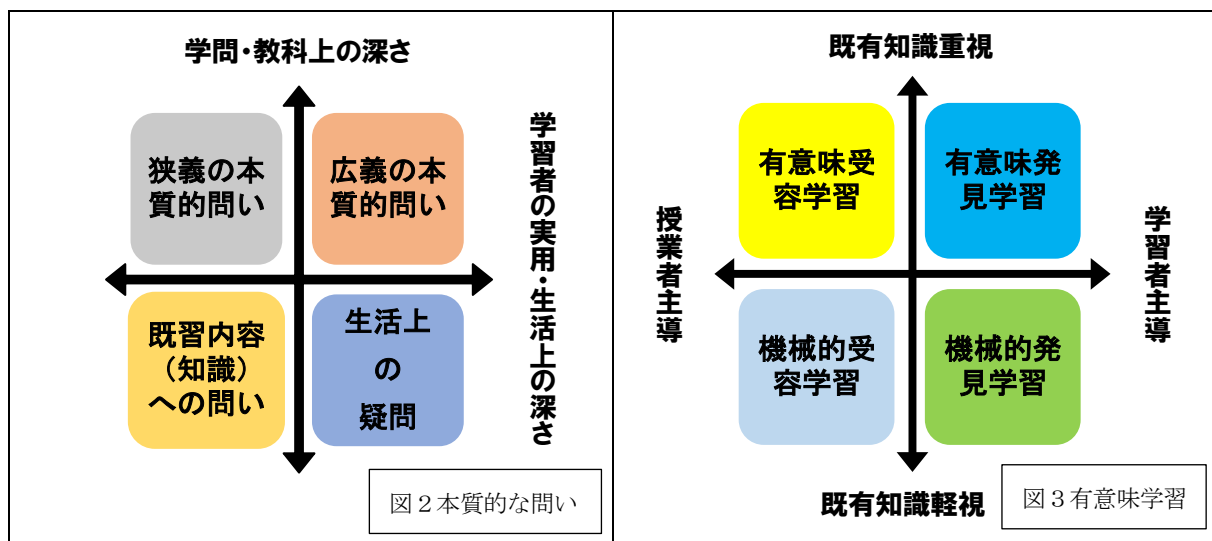 学問・教科上の深さ
狭義の本
質的問い
広義の本
質的問い
学習者の実用・生活上の深さ
既習内容
（知識）
への問い
生活上
の
疑問
図２本質的な問い
既有知識重視
有意味受
容学習
有意味発
見学習
授業者主導
学習者主導
機械的受
容学習
機械的発
見学習
既有知識軽視
図３有意味学習